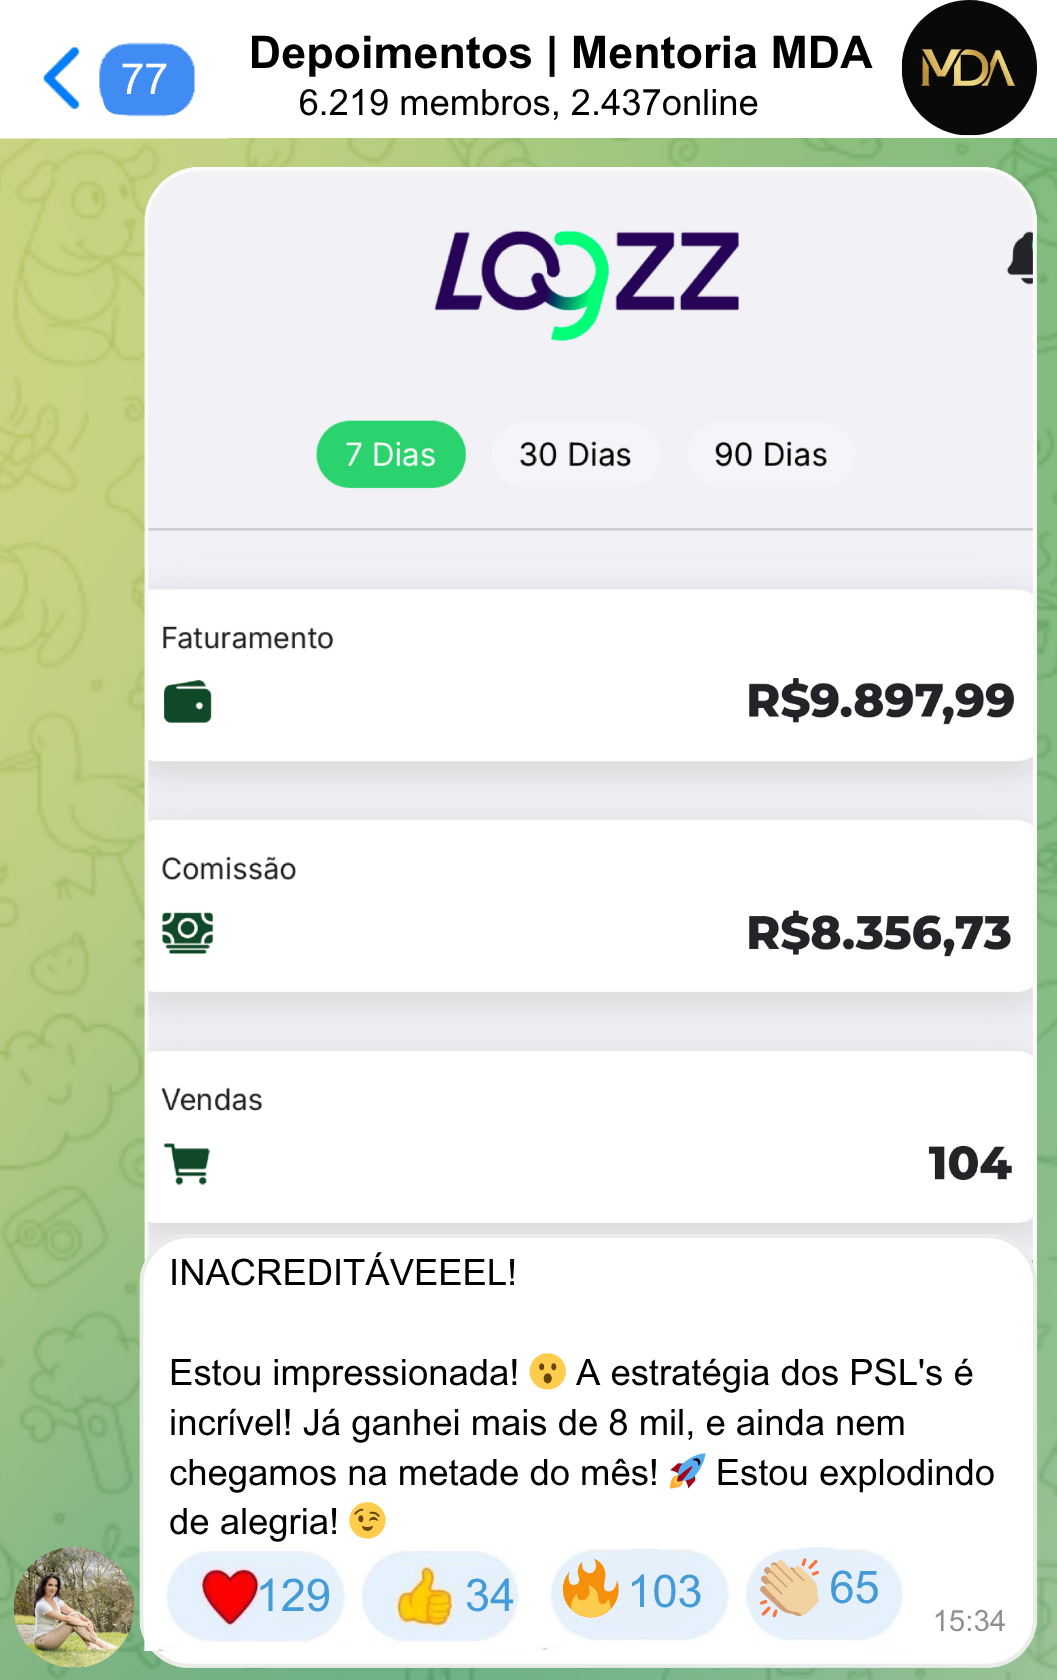 77
Depoimentos | Mentoria MDA
6.219 membros, 2.437online
MDA
LOGZZ
7 Dias 30 Dias 90 Dias
Faturamento
R$9.897,99
Comissão
R$8.356,73
Vendas
104
INACREDITÁVEEEL!
Estou impressionada! 😮 A estratégia dos PSL's é
incrível! Já ganhei mais de 8 mil, e ainda nem
chegamos na metade do mês! 🚀 Estou explodindo
de alegria! 😉
❤️129 👍34 🔥103 👏65
15:34